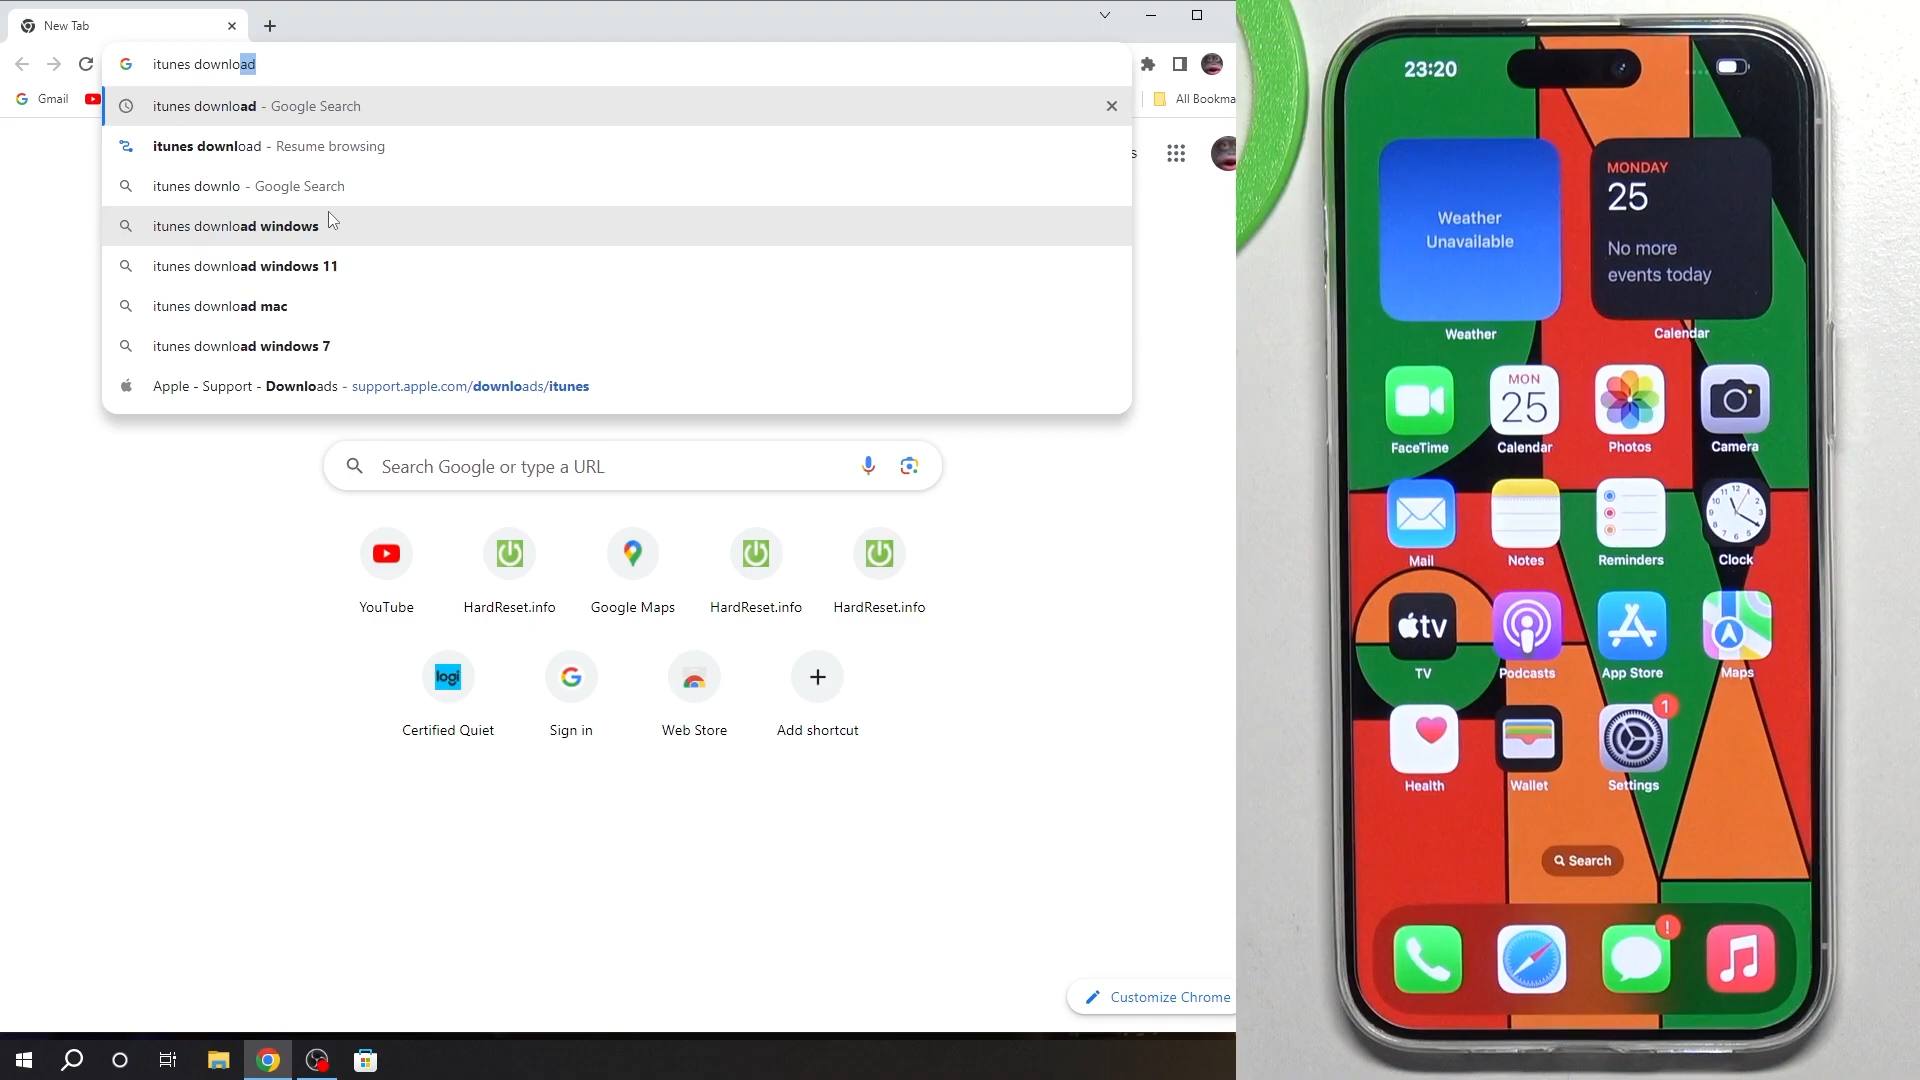 New Tab
itunes download
Gmail
All Bookma
itunes download - Google Search
itunes download - Resume browsing
itunes downlo - Google Search
itunes download windows
itunes download windows 11
itunes download mac
itunes download windows 7
Apple - Support - Downloads - support.apple.com/downloads/itunes
s
Search Google or type a URL
YouTube
HardReset.info
Google Maps
HardReset.info
HardReset.info
logi
Certified Quiet
Sign in
Web Store
Add shortcut
Customize Chrome
23:20
Weather
Unavailable
Weather
MONDAY
25
No more
events today
Calendar
MON
25
FaceTime
Calendar
Photos
Camera
Mail
Notes
Reminders
Clock
tv
TV
Podcasts
App Store
Maps
1
Health
Wallet
Settings
Search
!